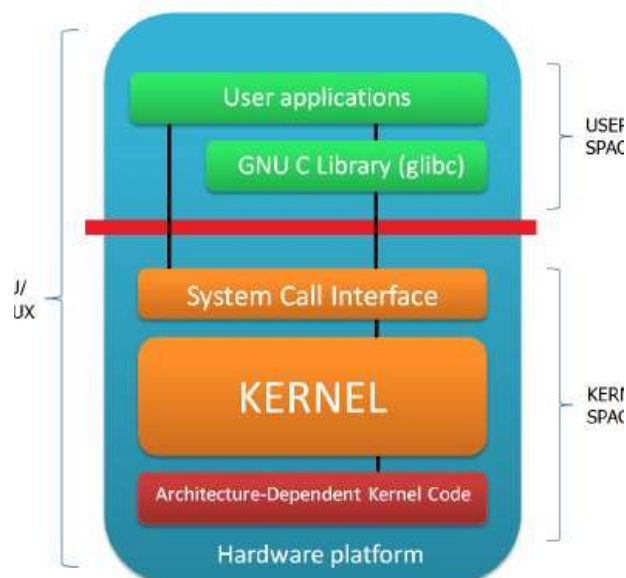 User applications
GNU C Library (glibc)
USER
SPAC
System Call Interface
J/
UX
KERNEL
KERN
SPAC
Architecture-Dependent Kernel Code
Hardware platform